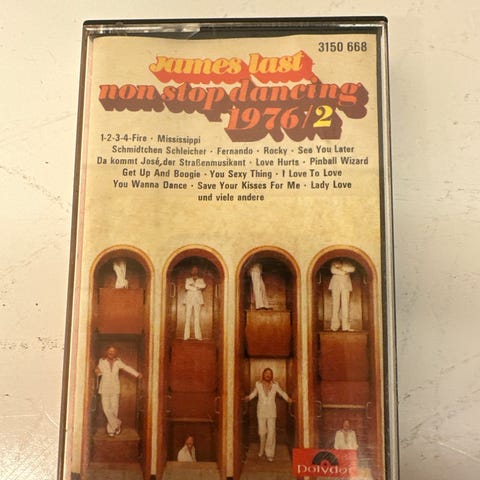 3150 668
James last
non stop dancing
1976/2
1-2-3-4-Fire · Mississippi
Schmidtchen Schleicher · Fernando · Rocky · See You Later
Da kommt José, der Straßenmusikant · Love Hurts · Pinball Wizard
Get Up And Boogie · You Sexy Thing · I Love To Love
You Wanna Dance · Save Your Kisses For Me · Lady Love
und viele andere
Polydor